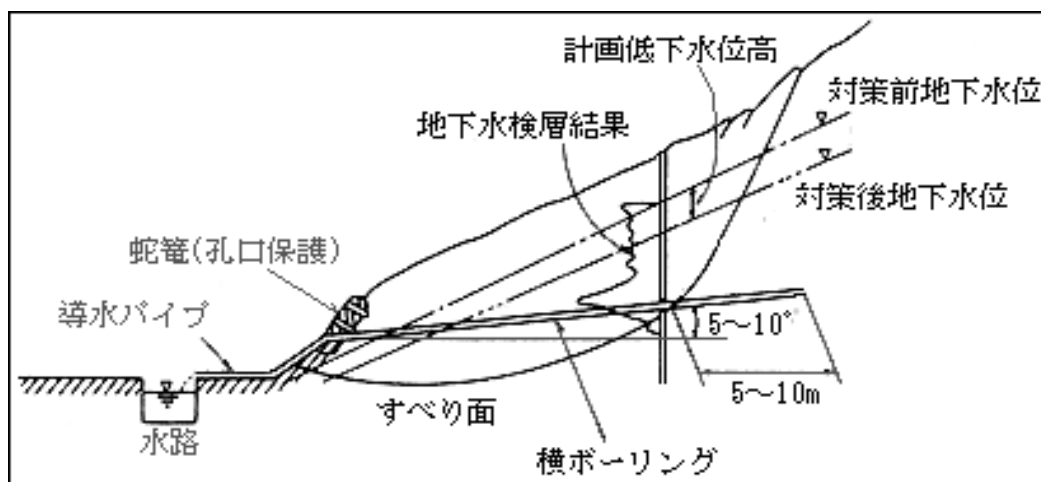 計画低下水位高
対策前地下水位
地下水検層結果
対策後地下水位
蛇篭(孔口保護)
導水パイプ
5～10°
5～10m
すべり面
水路
横ボーリング